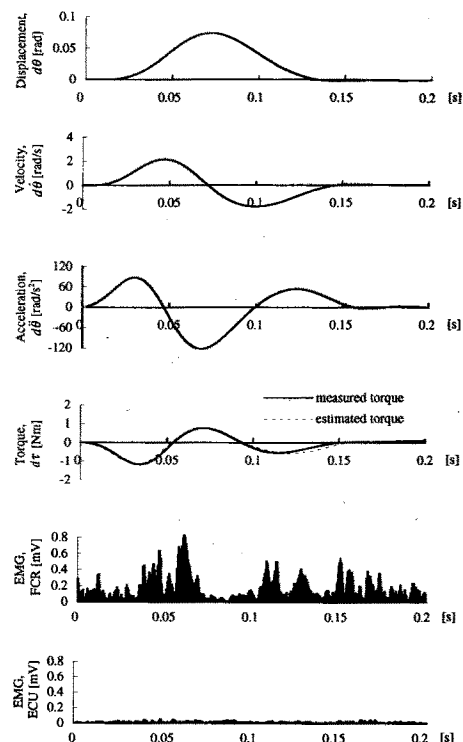 Displacement,
dθ [rad]
0.1
0.05
0
0 0.05 0.1 0.15 0.2 [s]
Velocity,
dθ̇ [rad/s]
4
2
0
-2
0 0.05 0.1 0.15 0.2 [s]
Acceleration,
dθ̈ [rad/s²]
120
60
0
-60
-120
0 0.05 0.1 0.15 0.2 [s]
Torque,
dτ [Nm]
2
1
0
-1
-2
measured torque
estimated torque
0 0.05 0.1 0.15 0.2 [s]
EMG,
FCR [mV]
0.8
0.6
0.4
0.2
0
0 0.05 0.1 0.15 0.2 [s]
EMG,
ECU [mV]
0.8
0.6
0.4
0.2
0
0 0.05 0.1 0.15 0.2 [s]